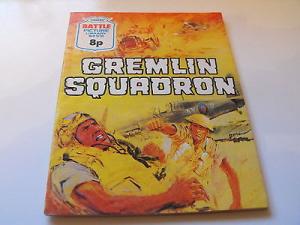 BATTLE
PICTURE
8p
GREMLIN
SQUADRON